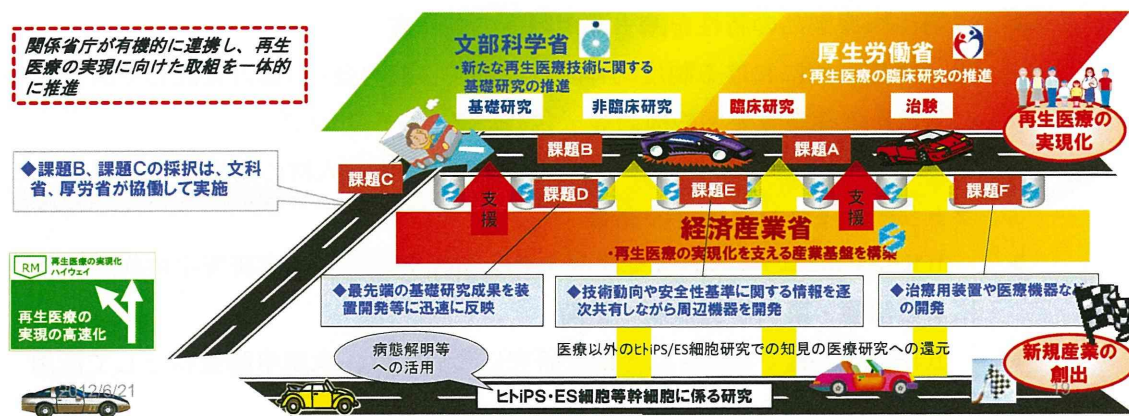 関係省庁が有機的に連携し、再生
医療の実現に向けた取組を一体的
に推進
文部科学省
・新たな再生医療技術に関する
基礎研究の推進
厚生労働省
・再生医療の臨床研究の推進
基礎研究
非臨床研究
臨床研究
治験
再生医療の
実現化
◆課題B、課題Cの採択は、文科
省、厚労省が協働して実施
課題C
課題B
課題A
支援
課題D
課題E
支援
課題F
経済産業省
・再生医療の実現化を支える産業基盤を構築
RM 再生医療の実現化
ハイウェイ
再生医療の
実現の高速化
◆最先端の基礎研究成果を装
置開発等に迅速に反映
◆技術動向や安全性基準に関する情報を逐
次共有しながら周辺機器を開発
◆治療用装置や医療機器など
の開発
病態解明等
への活用
医療以外のヒトiPS/ES細胞研究での知見の医療研究への還元
新規産業の
創出
ヒトiPS・ES細胞等幹細胞に係る研究
2012/6/21